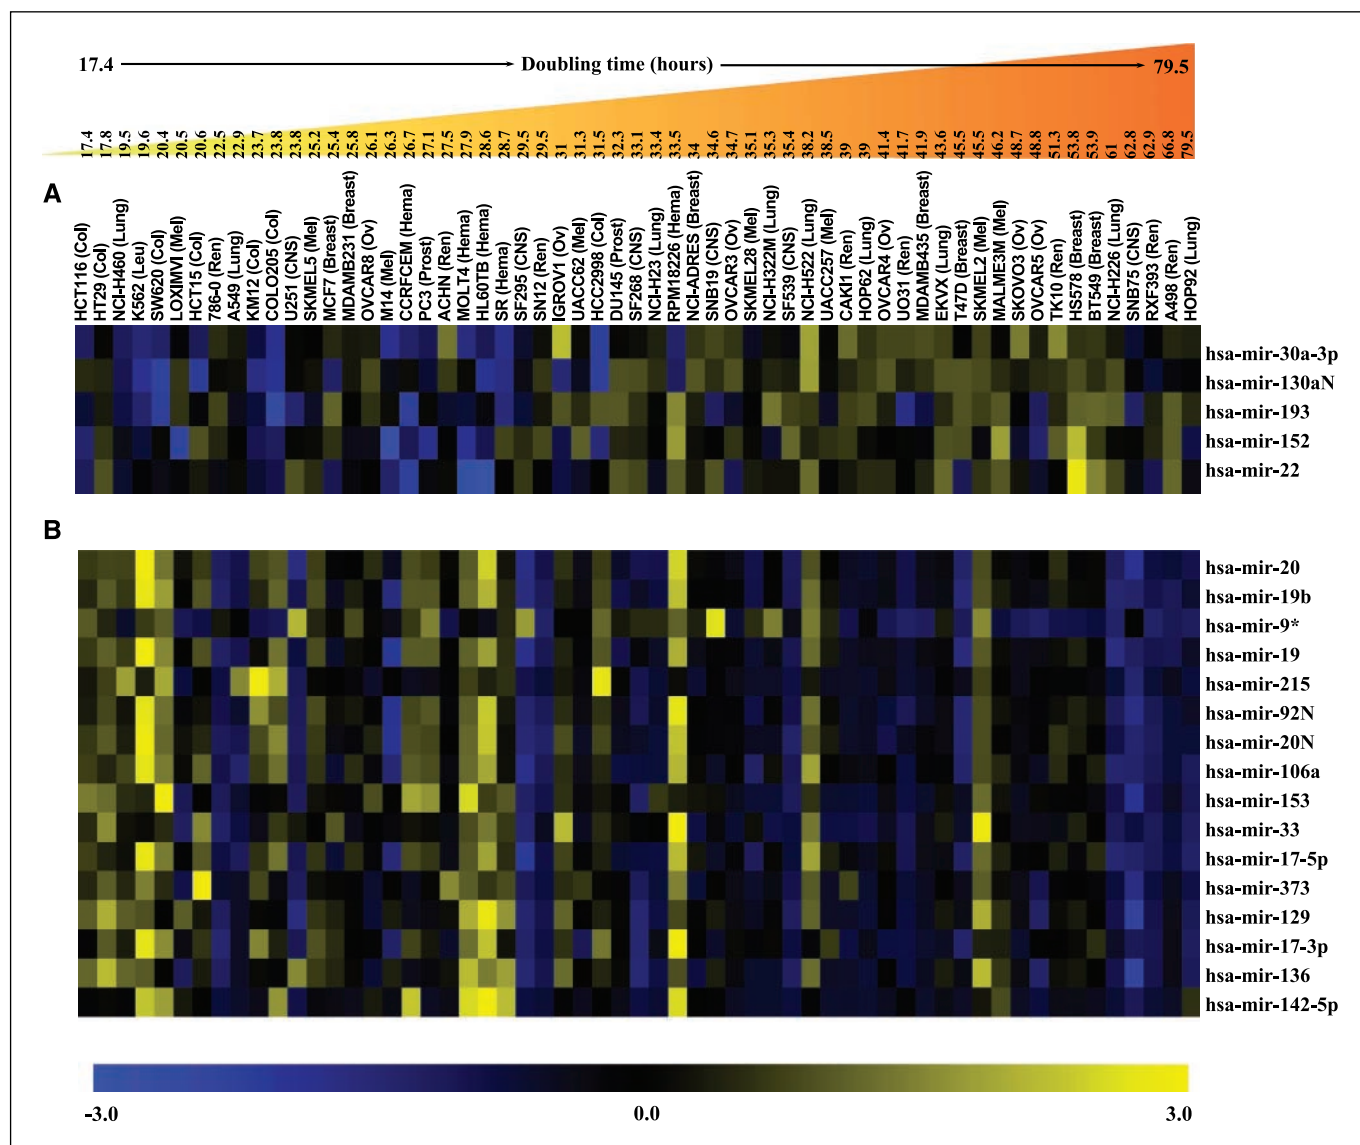 17.4 Doubling time (hours) 79.5
17.4
17.8
19.5
19.6
20.4
20.5
20.6
22.5
22.9
23.7
23.8
23.8
25.2
25.4
25.8
26.1
26.3
26.7
27.1
27.5
27.9
28.6
28.7
29.5
29.5
31
31.3
31.5
32.3
33.1
33.4
33.5
34
34.6
34.7
35.1
35.3
35.4
38.2
38.5
39
39
41.4
41.7
41.9
43.6
45.5
45.5
46.2
48.7
48.8
51.3
53.8
53.9
61
62.8
62.9
66.8
79.5
A
HCT116 (Col)
HT29 (Col)
NCI-H460 (Lung)
K562 (Leu)
SW620 (Col)
LOXIMVI (Mel)
HCT15 (Col)
786-0 (Ren)
A549 (Lung)
KM12 (Col)
COLO205 (Col)
U251 (CNS)
SKMEL5 (Mel)
MCF7 (Breast)
MDAMB231 (Breast)
OVCAR8 (Ov)
M14 (Mel)
CCRFCEM (Hema)
PC3 (Prost)
ACHN (Ren)
MOLT4 (Hema)
HL60TB (Hema)
SR (Hema)
SF295 (CNS)
SN12 (Ren)
IGROV1 (Ov)
UACC62 (Mel)
HCC2998 (Col)
DU145 (Prost)
SF268 (CNS)
NCI-H23 (Lung)
RPM18226 (Hema)
NCI-ADRES (Breast)
SNB19 (CNS)
OVCAR3 (Ov)
SKMEL28 (Mel)
NCI-H322M (Lung)
SF539 (CNS)
NCI-H522 (Lung)
UACC257 (Mel)
CAKI1 (Ren)
HOP62 (Lung)
OVCAR4 (Ov)
UO31 (Ren)
MDAMB435 (Breast)
EKVX (Lung)
T47D (Breast)
SKMEL2 (Mel)
MALME3M (Mel)
SKOVO3 (Ov)
OVCAR5 (Ov)
TK10 (Ren)
HS578 (Breast)
BT549 (Breast)
NCI-H226 (Lung)
SNB75 (CNS)
RXF393 (Ren)
A498 (Ren)
HOP92 (Lung)
hsa-mir-30a-3p
hsa-mir-130aN
hsa-mir-193
hsa-mir-152
hsa-mir-22
B
hsa-mir-20
hsa-mir-19b
hsa-mir-9*
hsa-mir-19
hsa-mir-215
hsa-mir-92N
hsa-mir-20N
hsa-mir-106a
hsa-mir-153
hsa-mir-33
hsa-mir-17-5p
hsa-mir-373
hsa-mir-129
hsa-mir-17-3p
hsa-mir-136
hsa-mir-142-5p
-3.0 0.0 3.0